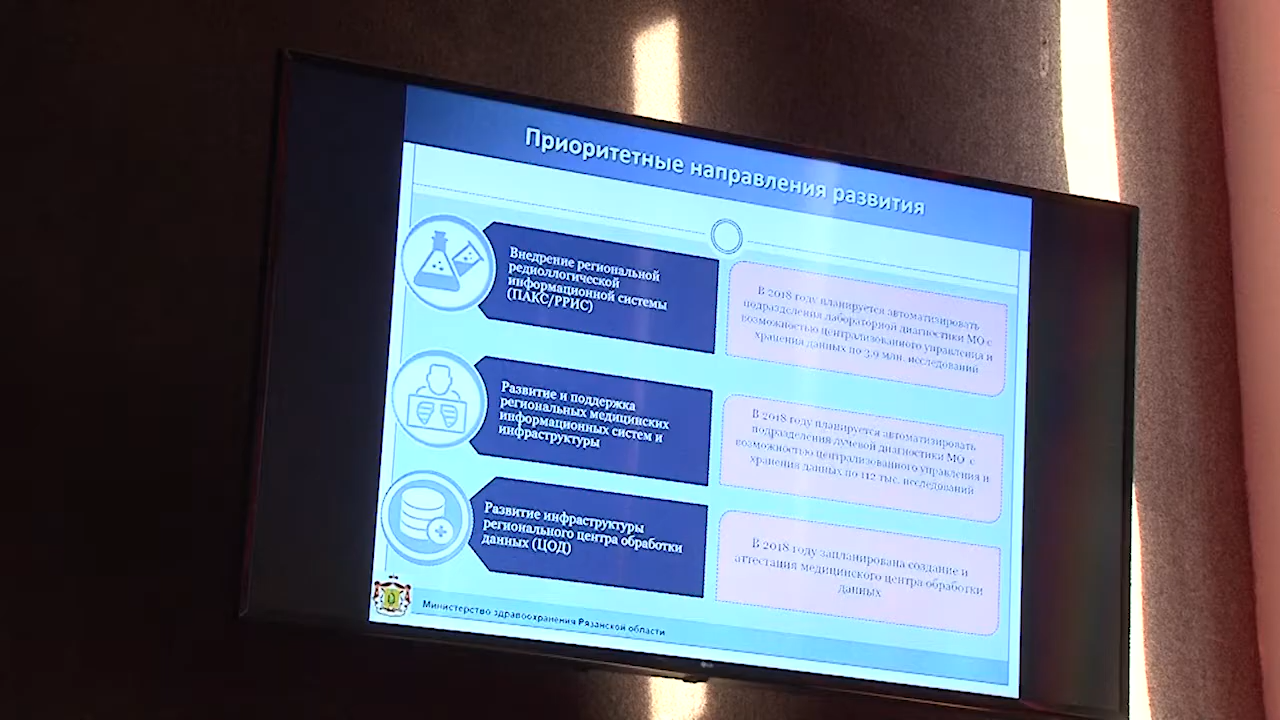 Приоритетные направления развития
Внедрение региональной
редиоллогической
информационной системы
(ПАКС/РРИС)
В 2018 году планируется автоматизировать
подразделения лабораторной диагностики МО с
возможностью централизованного управления и
хранения данных по 3,9 млн. исследований
Развитие и поддержка
региональных медицинских
информационных систем и
инфраструктуры
В 2018 году планируется автоматизировать
подразделения лучевой диагностики МО с
возможностью централизованного управления и
хранения данных по 112 тыс. исследований
Развитие инфраструктуры
регионального центра обработки
данных (ЦОД)
В 2018 году запланирована создание и
аттестания медицинского центра обработки
данных
Министерство здравоохранения Рязанской области
LG